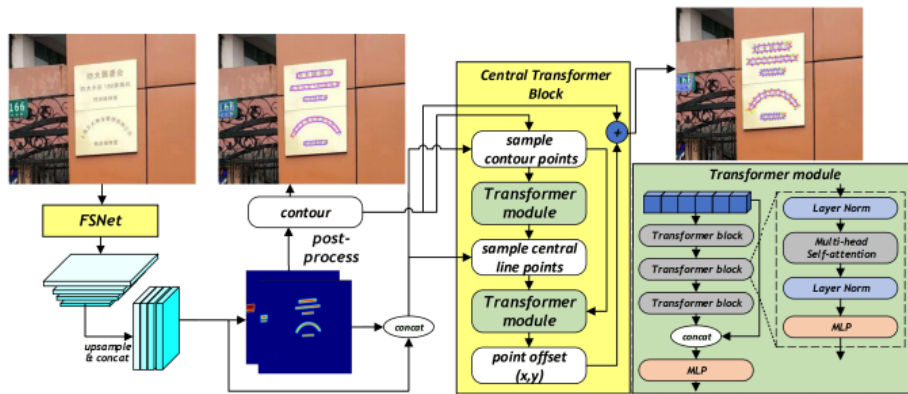 FSNet
upsample
& concat
contour
post-
process
concat
Central Transformer
Block
sample
contour points
Transformer
module
sample central
line points
Transformer
module
point offset
(x,y)
+
Transformer module
Transformer block
Transformer block
Transformer block
concat
MLP
Layer Norm
Multi-head
Self-attention
Layer Norm
MLP
166